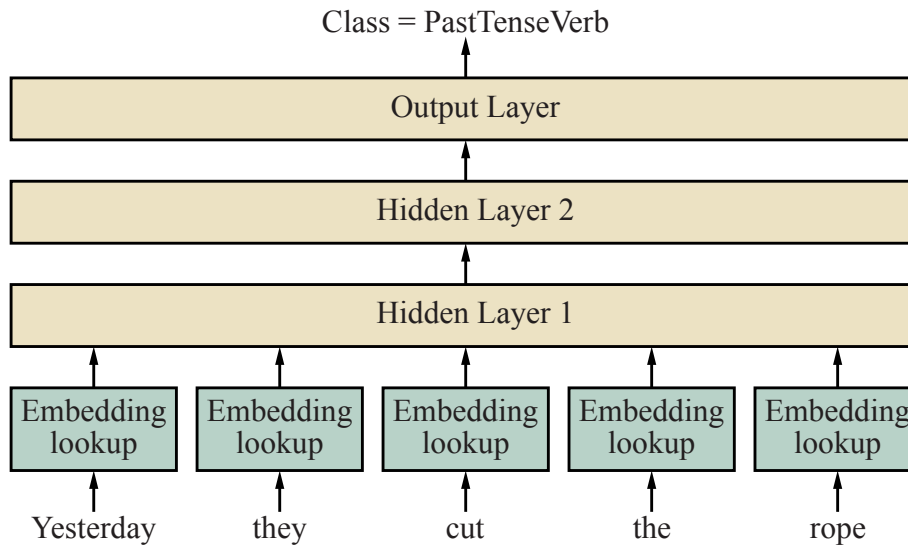 Class = PastTenseVerb
Output Layer
Hidden Layer 2
Hidden Layer 1
Embedding Embedding Embedding Embedding Embedding
lookup lookup lookup lookup lookup
Yesterday they cut the rope